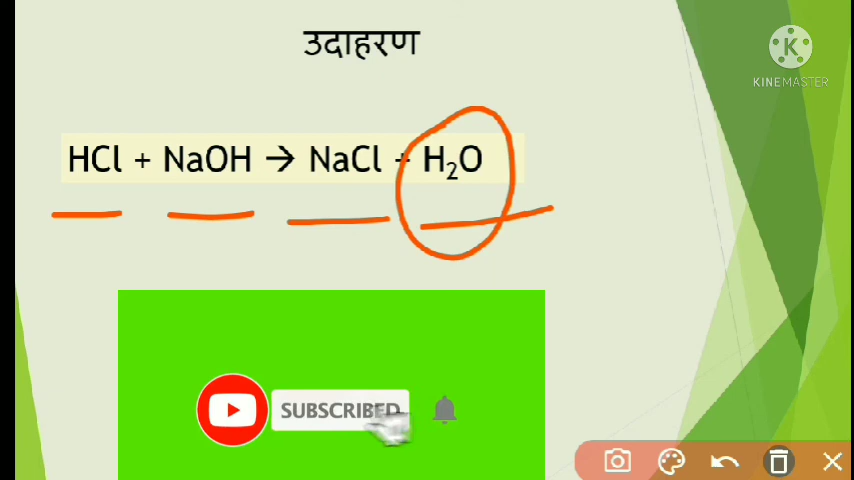 उदाहरण
K
KINEMASTER
HCl + NaOH → NaCl + H₂O
SUBSCRIBED